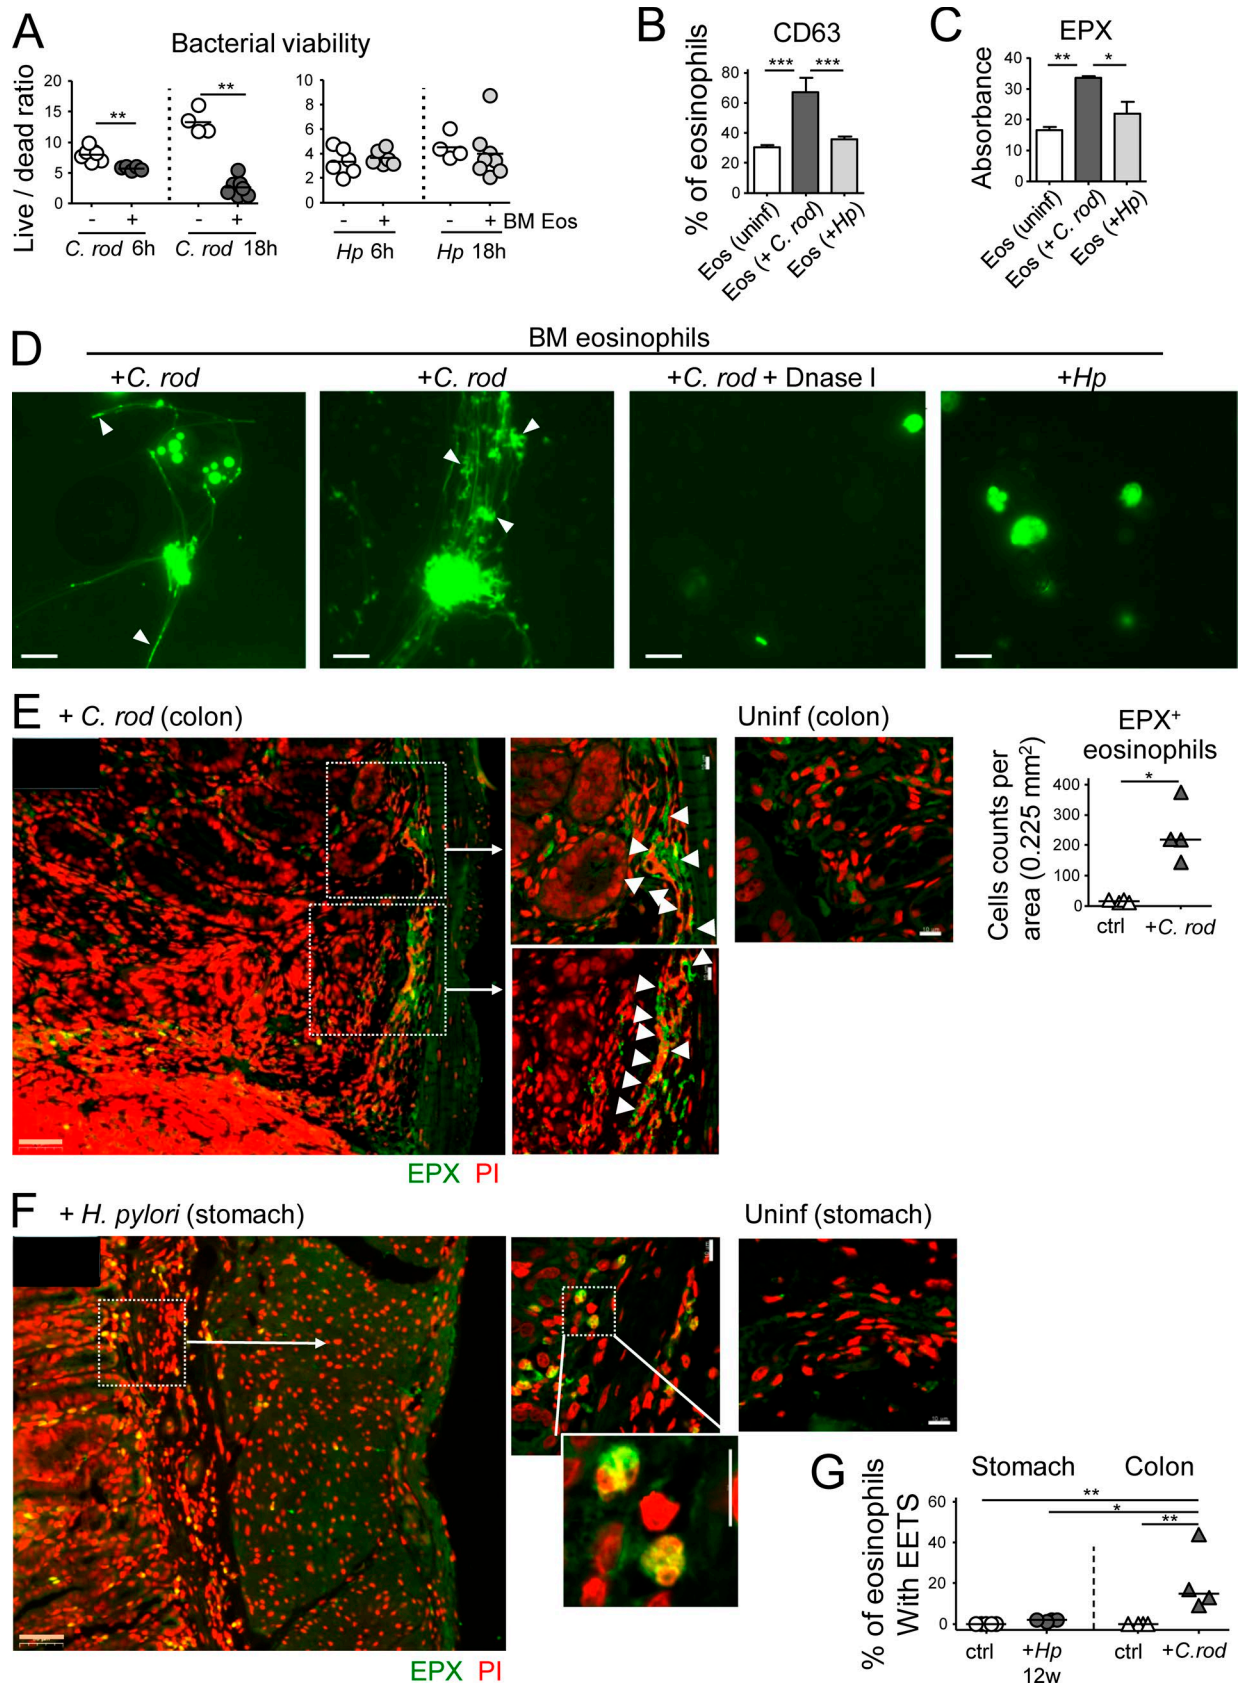 A
Bacterial viability
Live / dead ratio
20
15
10
5
0
**
**
- + - +
C. rod 6h C. rod 18h
10
8
6
4
2
0
- + - + BM Eos
Hp 6h Hp 18h
B
CD63
% of eosinophils
80
60
40
20
0
*** ***
Eos (uninf)
Eos (+ C. rod)
Eos (+Hp)
C
EPX
Absorbance
40
30
20
10
0
** *
Eos (uninf)
Eos (+ C. rod)
Eos (+Hp)
D
BM eosinophils
+C. rod +C. rod +C. rod + Dnase I +Hp
E
+ C. rod (colon)
Uninf (colon)
10 µm
EPX PI
EPX+
eosinophils
Cells counts per
area (0.225 mm2)
400
300
200
100
0
*
ctrl +C. rod
F
+ H. pylori (stomach)
Uninf (stomach)
10 µm
EPX PI
G
Stomach Colon
% of eosinophils
With EETS
60
40
20
0
**
*
**
ctrl +Hp ctrl +C.rod
12w